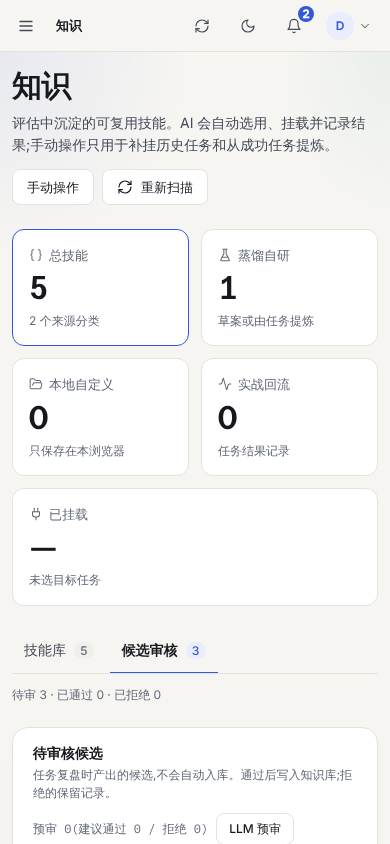 知识
2
D
知识
评估中沉淀的可复用技能。AI 会自动选用、挂载并记录结
果;手动操作只用于补挂历史任务和从成功任务提炼。
手动操作
重新扫描
总技能
5
2 个来源分类
蒸馏自研
1
草案或由任务提炼
本地自定义
0
只保存在本浏览器
实战回流
0
任务结果记录
已挂载
—
未选目标任务
技能库 5
候选审核 3
待审 3 · 已通过 0 · 已拒绝 0
待审核候选
任务复盘时产出的候选,不会自动入库。通过后写入知识库;拒
绝的保留记录。
预审 0(建议通过 0 / 拒绝 0)
LLM 预审